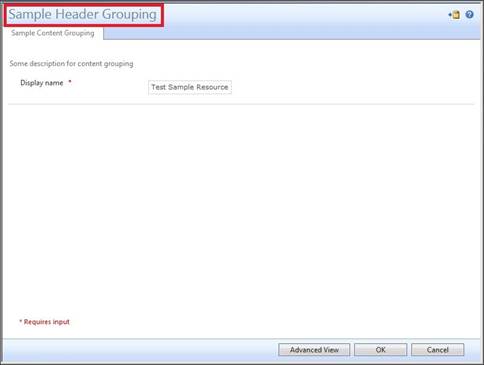 Sample Header Grouping
Sample Content Grouping
Some description for content grouping
Display name *
Test Sample Resource
* Requires input
Advanced View
OK
Cancel